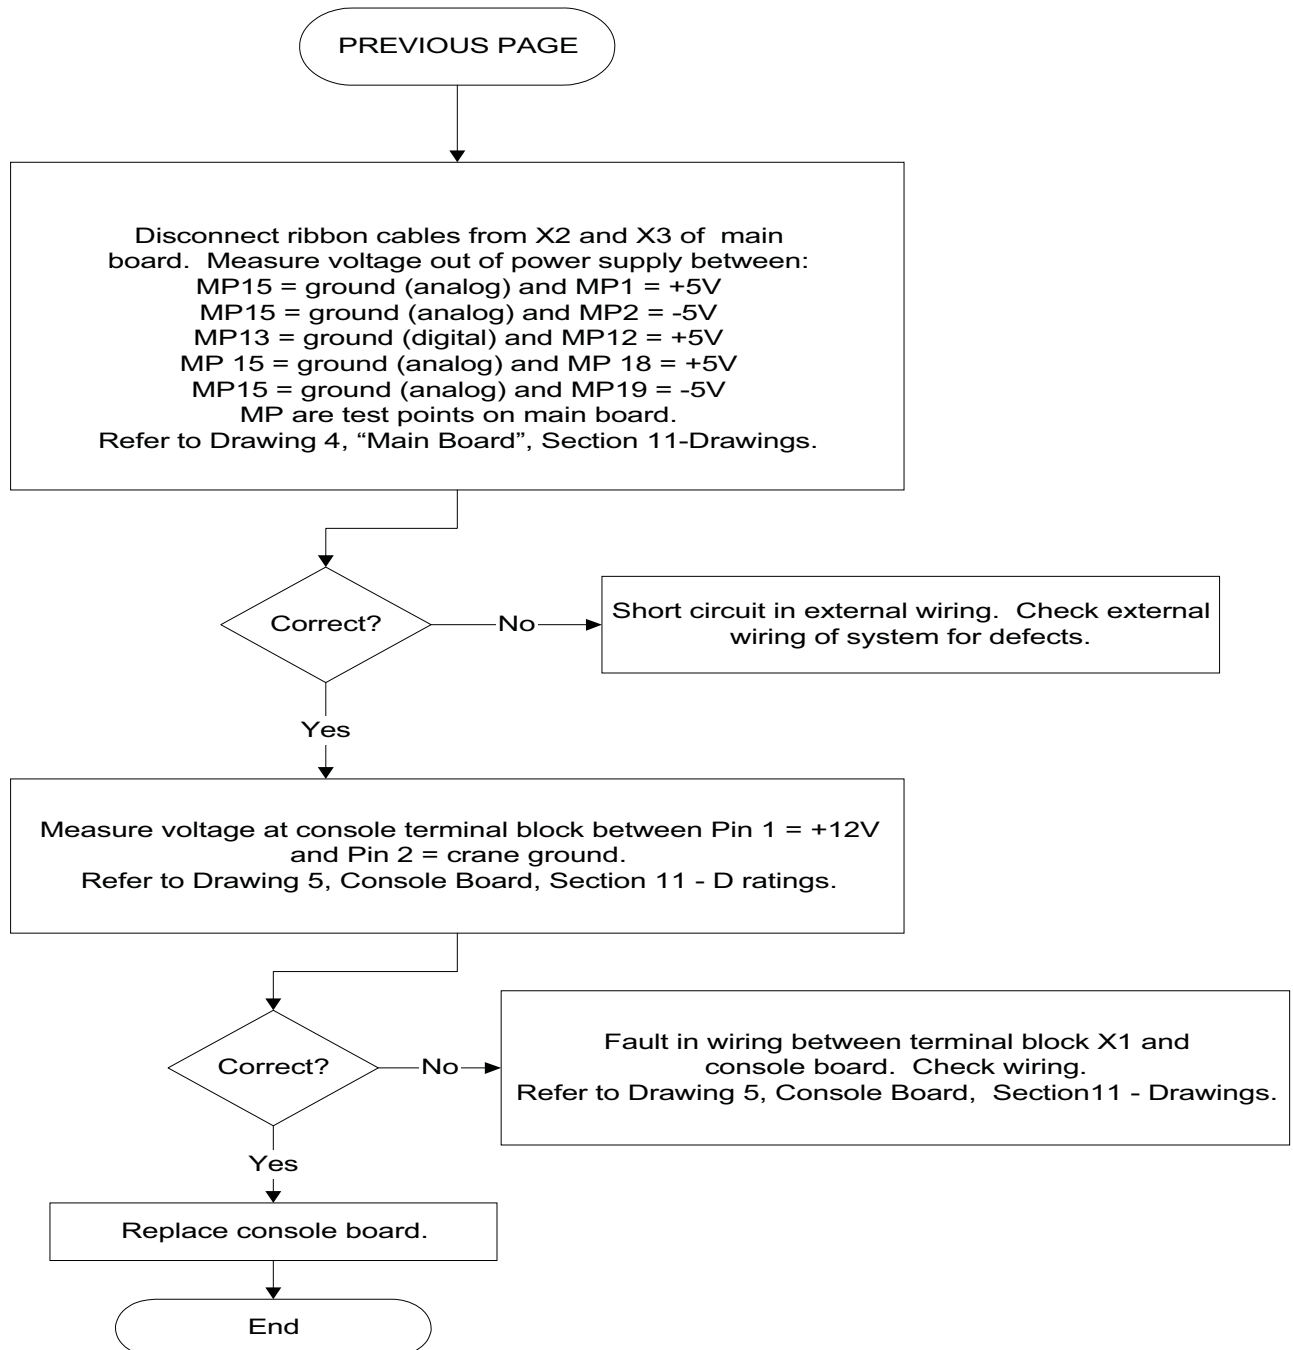 PREVIOUS PAGE
Disconnect ribbon cables from X2 and X3 of  main
board.  Measure voltage out of power supply between:
MP15 = ground (analog) and MP1 = +5V
MP15 = ground (analog) and MP2 = -5V
MP13 = ground (digital) and MP12 = +5V
MP 15 = ground (analog) and MP 18 = +5V
MP15 = ground (analog) and MP19 = -5V
MP are test points on main board.
Refer to Drawing 4, “Main Board”, Section 11-Drawings.
Correct?
No
Short circuit in external wiring.  Check external
wiring of system for defects.
Yes
Measure voltage at console terminal block between Pin 1 = +12V
and Pin 2 = crane ground.
Refer to Drawing 5, Console Board, Section 11 - D ratings.
Correct?
No
Fault in wiring between terminal block X1 and
console board.  Check wiring.
Refer to Drawing 5, Console Board,  Section11 - Drawings.
Yes
Replace console board.
End